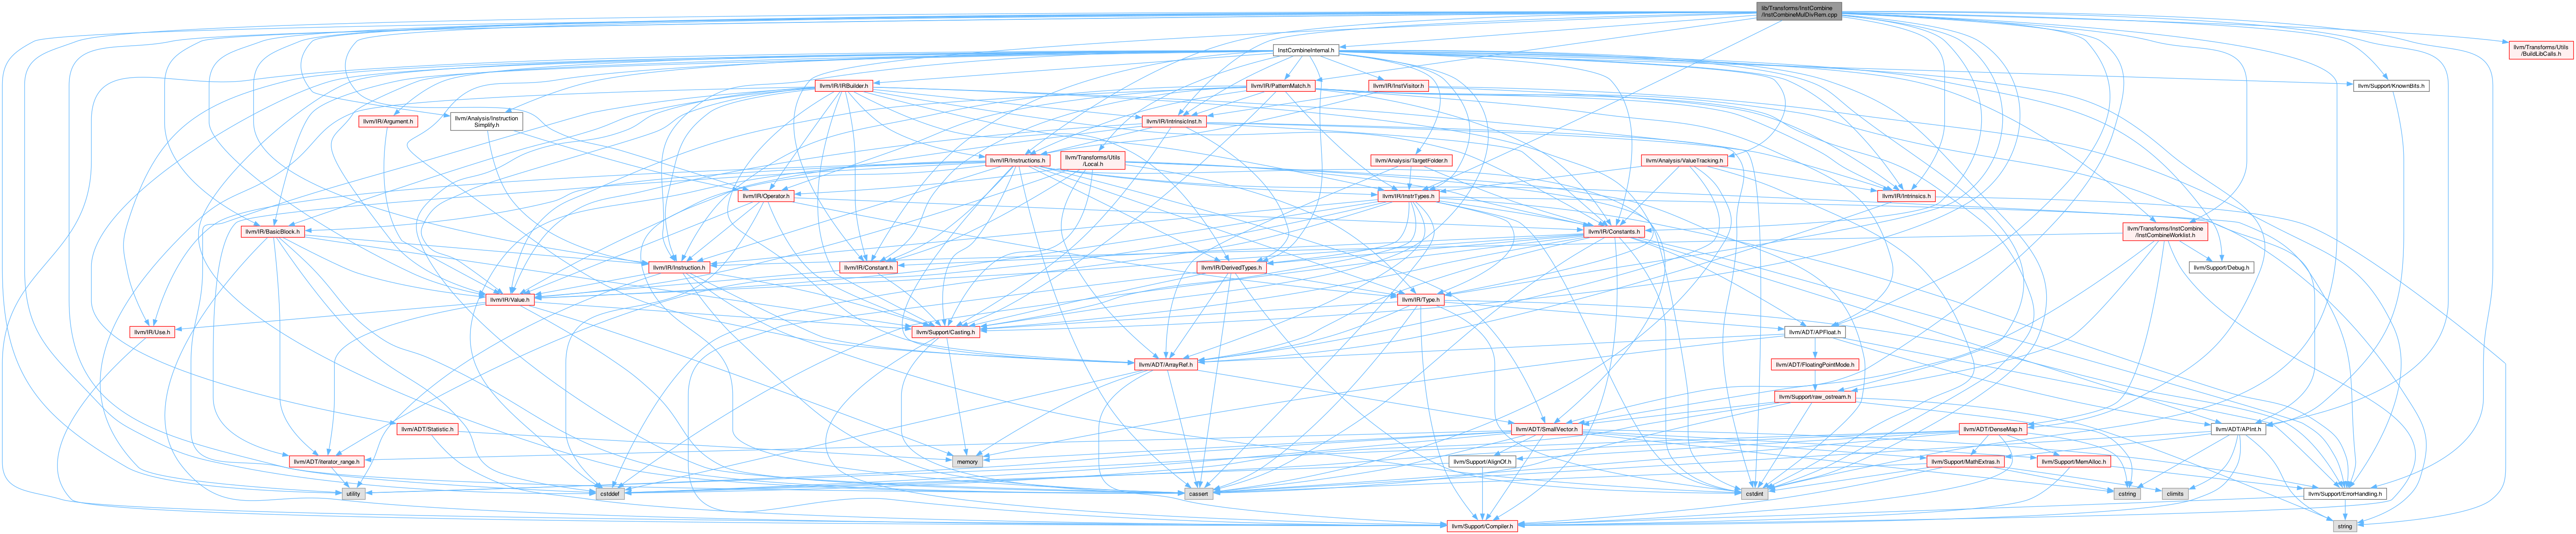 lib/Transforms/InstCombine
/InstCombineMulDivRem.cpp
InstCombineInternal.h
llvm/Transforms/Utils
/BuildLibCalls.h
llvm/IR/IRBuilder.h
llvm/IR/PatternMatch.h
llvm/IR/InstVisitor.h
llvm/Support/KnownBits.h
llvm/IR/Argument.h
llvm/Analysis/Instruction
Simplify.h
llvm/IR/IntrinsicInst.h
llvm/IR/Instructions.h
llvm/Transforms/Utils
/Local.h
llvm/Analysis/TargetFolder.h
llvm/Analysis/ValueTracking.h
llvm/IR/Operator.h
llvm/IR/InstrTypes.h
llvm/IR/Intrinsics.h
llvm/IR/BasicBlock.h
llvm/IR/Constants.h
llvm/Transforms/InstCombine
/InstCombineWorklist.h
llvm/IR/Instruction.h
llvm/IR/Constant.h
llvm/IR/DerivedTypes.h
llvm/Support/Debug.h
llvm/IR/Value.h
llvm/IR/Type.h
llvm/IR/Use.h
llvm/Support/Casting.h
llvm/ADT/APFloat.h
llvm/ADT/ArrayRef.h
llvm/ADT/FloatingPointMode.h
llvm/Support/raw_ostream.h
llvm/ADT/Statistic.h
llvm/ADT/SmallVector.h
llvm/ADT/DenseMap.h
llvm/ADT/APInt.h
llvm/ADT/iterator_range.h
memory
llvm/Support/AlignOf.h
llvm/Support/MathExtras.h
llvm/Support/MemAlloc.h
utility
cstddef
cassert
cstdint
cstring
climits
llvm/Support/ErrorHandling.h
llvm/Support/Compiler.h
string